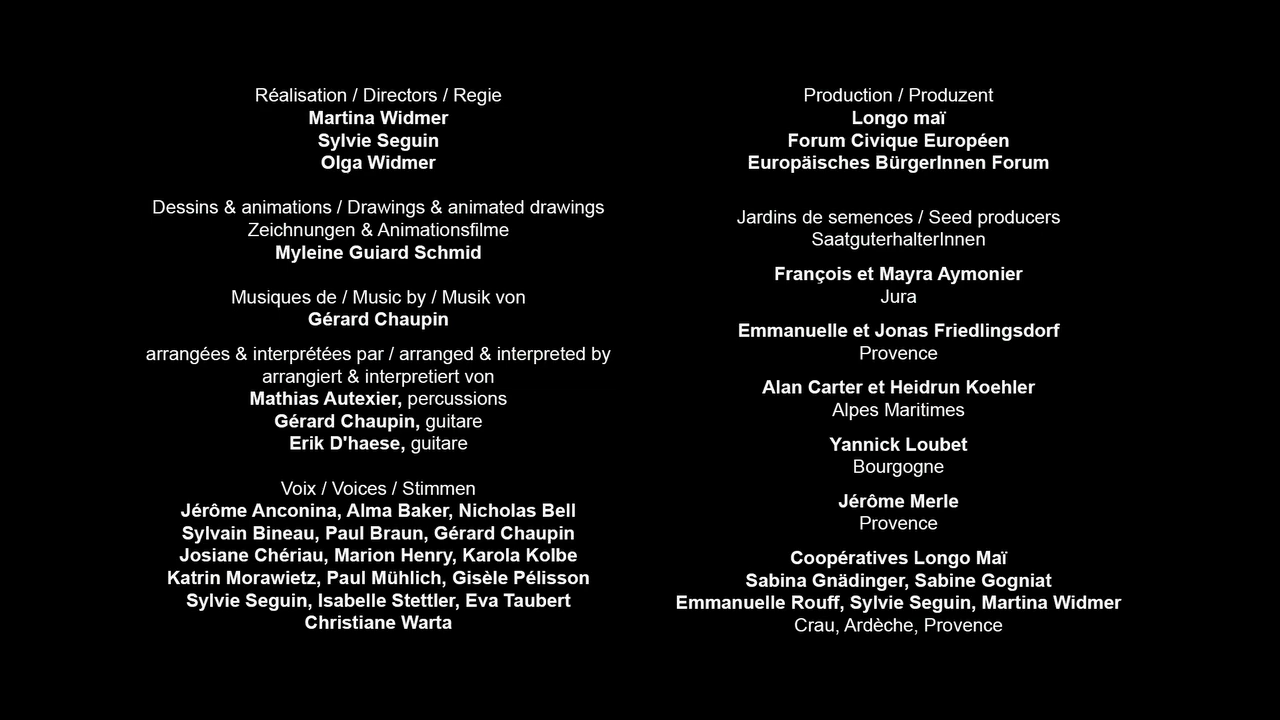 Réalisation / Directors / Regie
Martina Widmer
Sylvie Seguin
Olga Widmer
Dessins & animations / Drawings & animated drawings
Zeichnungen & Animationsfilme
Myleine Guiard Schmid
Musiques de / Music by / Musik von
Gérard Chaupin
arrangées & interprétées par / arranged & interpreted by
arrangiert & interpretiert von
Mathias Autexier, percussions
Gérard Chaupin, guitare
Erik D'haese, guitare
Voix / Voices / Stimmen
Jérôme Anconina, Alma Baker, Nicholas Bell
Sylvain Bineau, Paul Braun, Gérard Chaupin
Josiane Chériau, Marion Henry, Karola Kolbe
Katrin Morawietz, Paul Mühlich, Gisèle Pélisson
Sylvie Seguin, Isabelle Stettler, Eva Taubert
Christiane Warta
Production / Produzent
Longo maï
Forum Civique Européen
Europäisches BürgerInnen Forum
Jardins de semences / Seed producers
SaatguterhalterInnen
François et Mayra Aymonier
Jura
Emmanuelle et Jonas Friedlingsdorf
Provence
Alan Carter et Heidrun Koehler
Alpes Maritimes
Yannick Loubet
Bourgogne
Jérôme Merle
Provence
Coopératives Longo Maï
Sabina Gnädinger, Sabine Gogniat
Emmanuelle Rouff, Sylvie Seguin, Martina Widmer
Crau, Ardèche, Provence